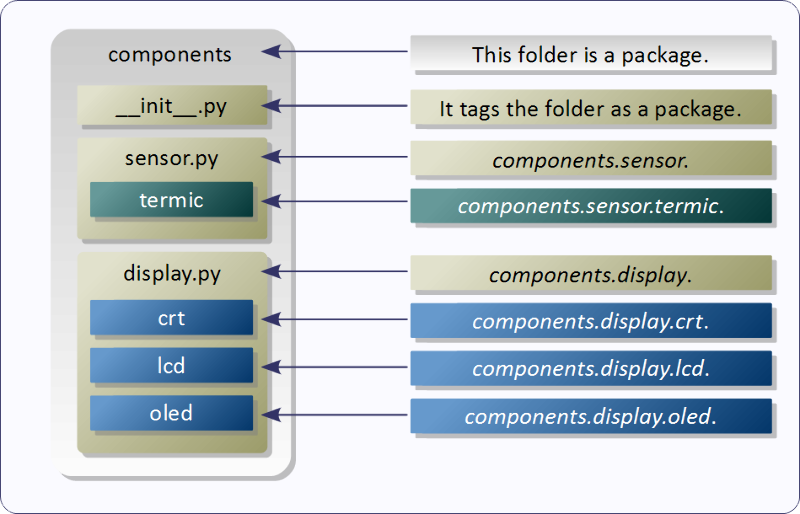 components
This folder is a package.
__init__.py
It tags the folder as a package.
sensor.py
components.sensor.
termic
components.sensor.termic.
display.py
components.display.
crt
components.display.crt.
lcd
components.display.lcd.
oled
components.display.oled.